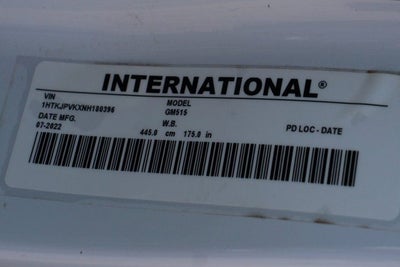 INTERNATIONAL®
VIN MODEL
1HTKJPVKXNH180396 GM515
DATE MFG. W.B.
07-2022 445.0 cm 175.0 in PD LOC - DATE